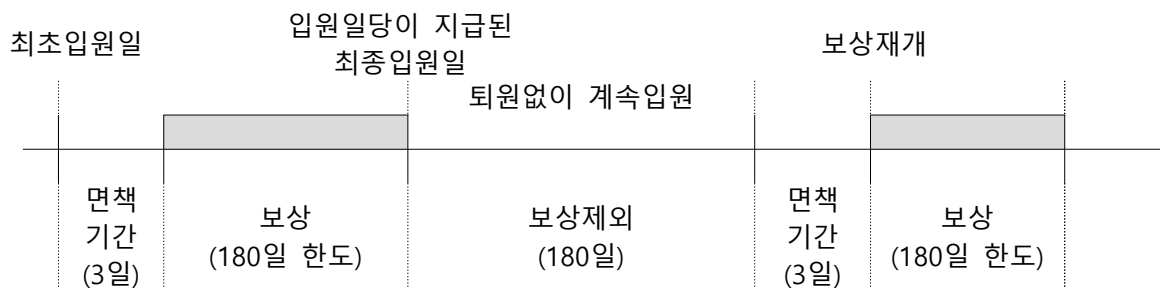 최초입원일
입원일당이 지급된
최종입원일
보상재개
퇴원없이 계속입원
면책
기간
(3일)
보상
(180일 한도)
보상제외
(180일)
면책
기간
(3일)
보상
(180일 한도)